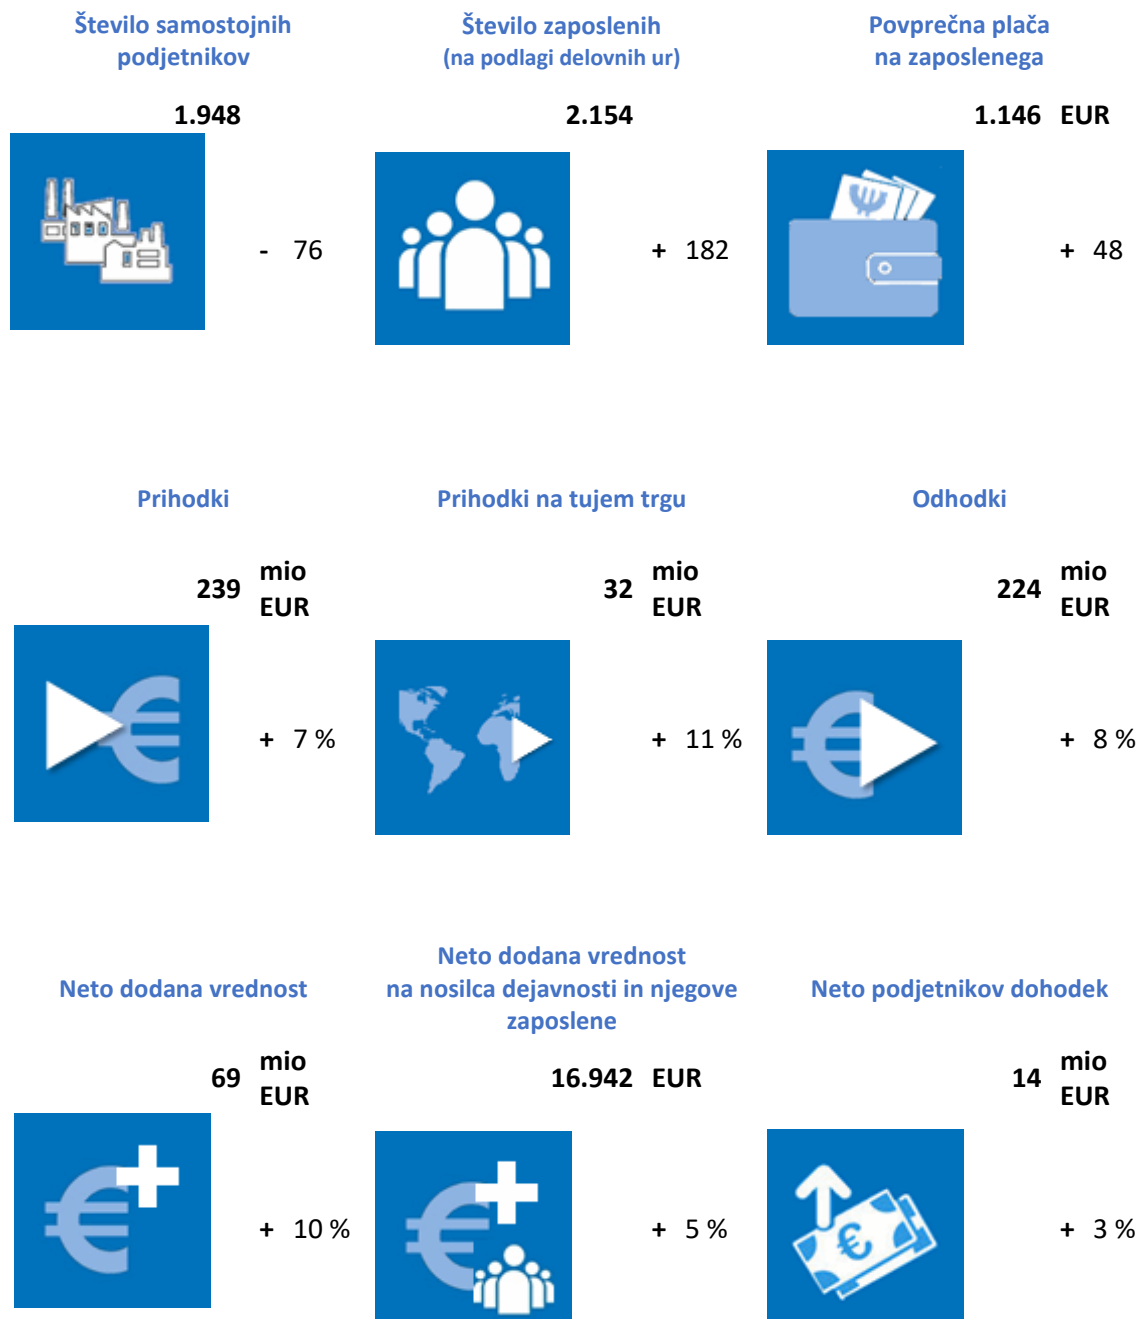 Število samostojnih
podjetnikov
1.948
- 76
Število zaposlenih
(na podlagi delovnih ur)
2.154
+ 182
Povprečna plača
na zaposlenega
1.146 EUR
+ 48
Prihodki
239 mio
EUR
+ 7 %
Prihodki na tujem trgu
32 mio
EUR
+ 11 %
Odhodki
224 mio
EUR
+ 8 %
Neto dodana vrednost
69 mio
EUR
+ 10 %
Neto dodana vrednost
na nosilca dejavnosti in njegove
zaposlene
16.942 EUR
+ 5 %
Neto podjetnikov dohodek
14 mio
EUR
+ 3 %